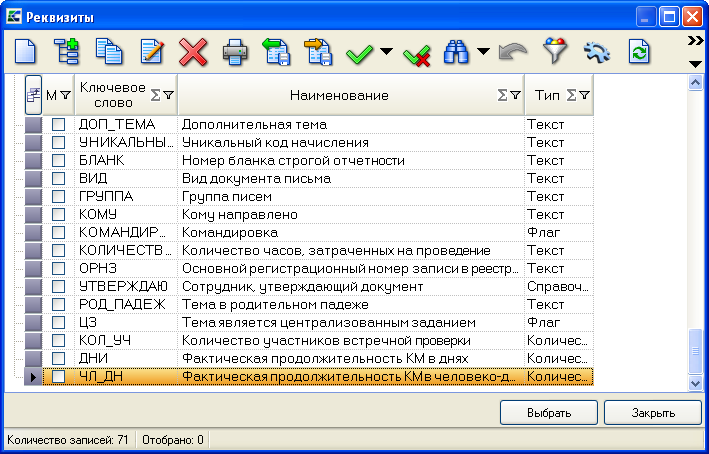 Реквизиты
М Ключевое слово Наименование Тип
ДОП_ТЕМА Дополнительная тема Текст
УНИКАЛЬНЫ... Уникальный код начисления Текст
БЛАНК Номер бланка строгой отчетности Текст
ВИД Вид документа письма Текст
ГРУППА Группа писем Текст
КОМУ Кому направлено Текст
КОМАНДИР... Командировка Флаг
КОЛИЧЕСТВ... Количество часов, затраченных на проведение Текст
ОРНЗ Основной регистрационный номер записи в реестр... Текст
УТВЕРЖДАЮ Сотрудник, утверждающий документ Справоч...
РОД_ПАДЕЖ Тема в родительном падеже Текст
ЦЗ Тема является централизованным заданием Флаг
КОЛ_УЧ Количество участников встречной проверки Количес...
ДНИ Фактическая продолжительность КМ в днях Количес...
ЧЛ_ДН Фактическая продолжительность КМ в человеко-д... Количес...
Выбрать Закрыть
Количество записей: 71 Отобрано: 0